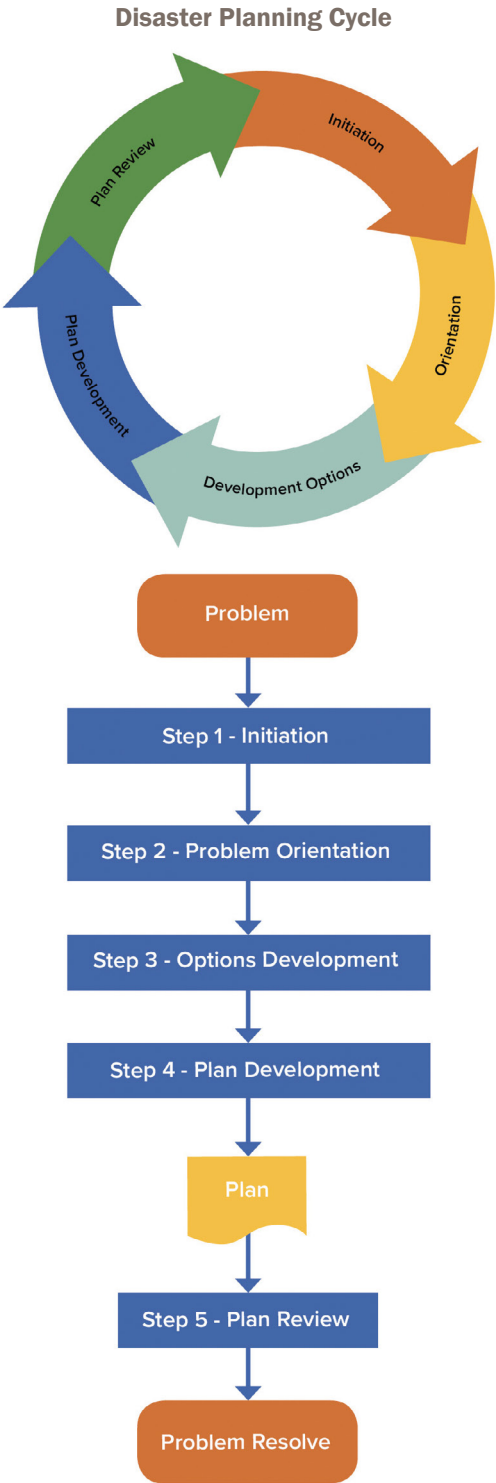 Disaster Planning Cycle
Initiation
Orientation
Development Options
Plan Development
Plan Review
Problem
Step 1 - Initiation
Step 2 - Problem Orientation
Step 3 - Options Development
Step 4 - Plan Development
Plan
Step 5 - Plan Review
Problem Resolve